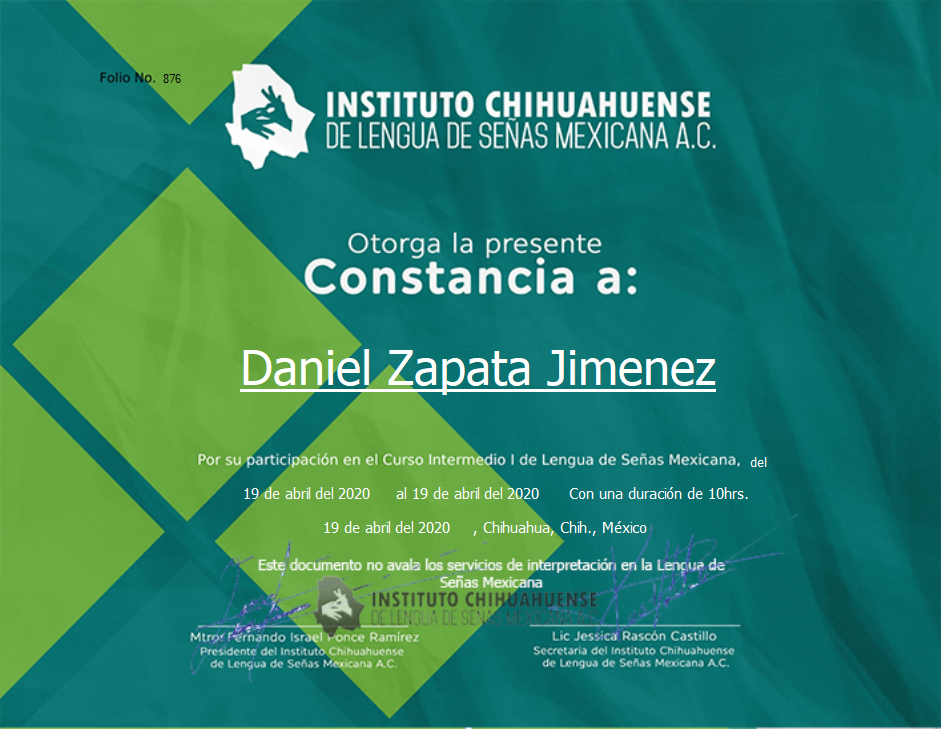 Folio No. 876
INSTITUTO CHIHUAHUENSE
DE LENGUA DE SEÑAS MEXICANA A.C.
Otorga la presente
Constancia a:
Daniel Zapata Jimenez
Por su participación en el Curso Intermedio I de Lengua de Señas Mexicana, del
19 de abril del 2020 al 19 de abril del 2020 Con una duración de 10hrs.
19 de abril del 2020 , Chihuahua, Chih., México
Este documento no avala los servicios de interpretación en la Lengua de
Señas Mexicana
INSTITUTO CHIHUAHUENSE
DE LENGUA DE SEÑAS MEXICANA A.C.
Mtro. Fernando Israel Ponce Ramírez
Presidente del Instituto Chihuahuense
de Lengua de Señas Mexicana A.C.
Lic Jessica Rascón Castillo
Secretaria del Instituto Chihuahuense
de Lengua de Señas Mexicana A.C.